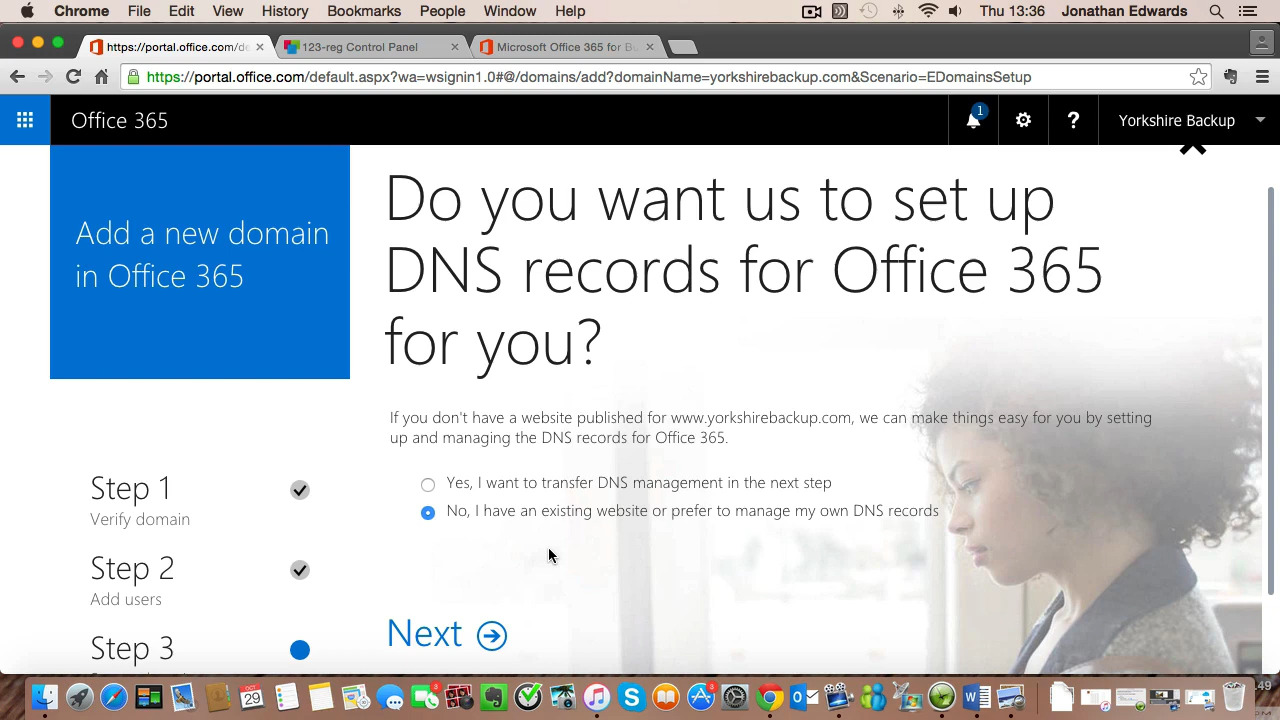 Chrome File Edit View History Bookmarks People Window Help Thu 13:36 Jonathan Edwards
https://portal.office.com/de 123-reg Control Panel Microsoft Office 365 for Bu
https://portal.office.com/default.aspx?wa=wsignin1.0#@/domains/add?domainName=yorkshirebackup.com&Scenario=EDomainsSetup
Office 365 1 ? Yorkshire Backup
Add a new domain
in Office 365
Do you want us to set up
DNS records for Office 365
for you?
If you don't have a website published for www.yorkshirebackup.com, we can make things easy for you by setting
up and managing the DNS records for Office 365.
Yes, I want to transfer DNS management in the next step
No, I have an existing website or prefer to manage my own DNS records
Step 1
Verify domain
Step 2
Add users
Step 3
Next
OCT
29
3
3